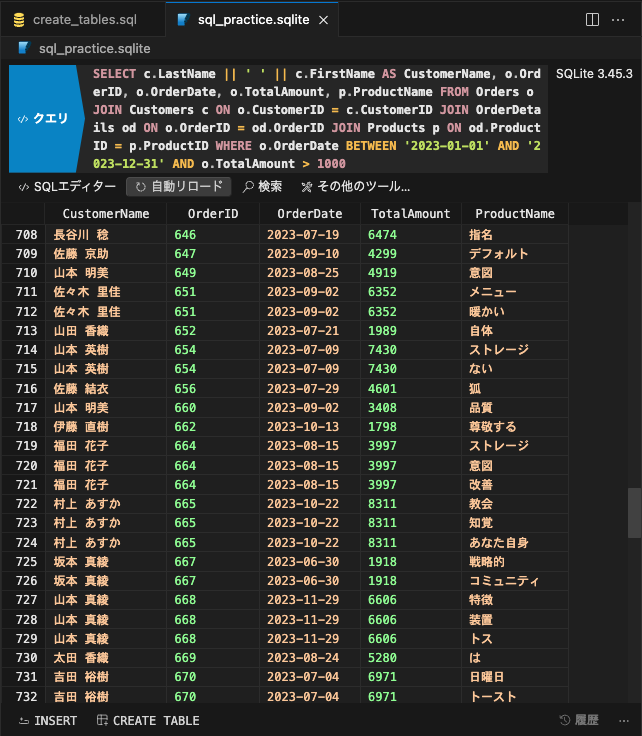 create_tables.sql
sql_practice.sqlite
sql_practice.sqlite
クエリ
SELECT c.LastName || ' ' || c.FirstName AS CustomerName, o.Ord
erID, o.OrderDate, o.TotalAmount, p.ProductName FROM Orders o
JOIN Customers c ON o.CustomerID = c.CustomerID JOIN OrderDeta
ils od ON o.OrderID = od.OrderID JOIN Products p ON od.Product
ID = p.ProductID WHERE o.OrderDate BETWEEN '2023-01-01' AND '2
023-12-31' AND o.TotalAmount > 1000
SQLite 3.45.3
SQLエディター 自動リロード 検索 その他のツール...
CustomerName OrderID OrderDate TotalAmount ProductName
708 長谷川 稔 646 2023-07-19 6474 指名
709 佐藤 京助 647 2023-09-10 4299 デフォルト
710 山本 明美 649 2023-08-25 4919 意図
711 佐々木 里佳 651 2023-09-02 6352 メニュー
712 佐々木 里佳 651 2023-09-02 6352 暖かい
713 山田 香織 652 2023-07-21 1989 自体
714 山本 英樹 654 2023-07-09 7430 ストレージ
715 山本 英樹 654 2023-07-09 7430 ない
716 佐藤 結衣 656 2023-07-29 4601 狐
717 山本 明美 660 2023-09-02 3408 品質
718 伊藤 直樹 662 2023-10-13 1798 尊敬する
719 福田 花子 664 2023-08-15 3997 ストレージ
720 福田 花子 664 2023-08-15 3997 意図
721 福田 花子 664 2023-08-15 3997 改善
722 村上 あすか 665 2023-10-22 8311 教会
723 村上 あすか 665 2023-10-22 8311 知覚
724 村上 あすか 665 2023-10-22 8311 あなた自身
725 坂本 真綾 667 2023-06-30 1918 戦略的
726 坂本 真綾 667 2023-06-30 1918 コミュニティ
727 山本 真綾 668 2023-11-29 6606 特徴
728 山本 真綾 668 2023-11-29 6606 装置
729 山本 真綾 668 2023-11-29 6606 トス
730 太田 香織 669 2023-08-24 5280 は
731 吉田 裕樹 670 2023-07-04 6971 日曜日
732 吉田 裕樹 670 2023-07-04 6971 トースト
INSERT CREATE TABLE 履歴